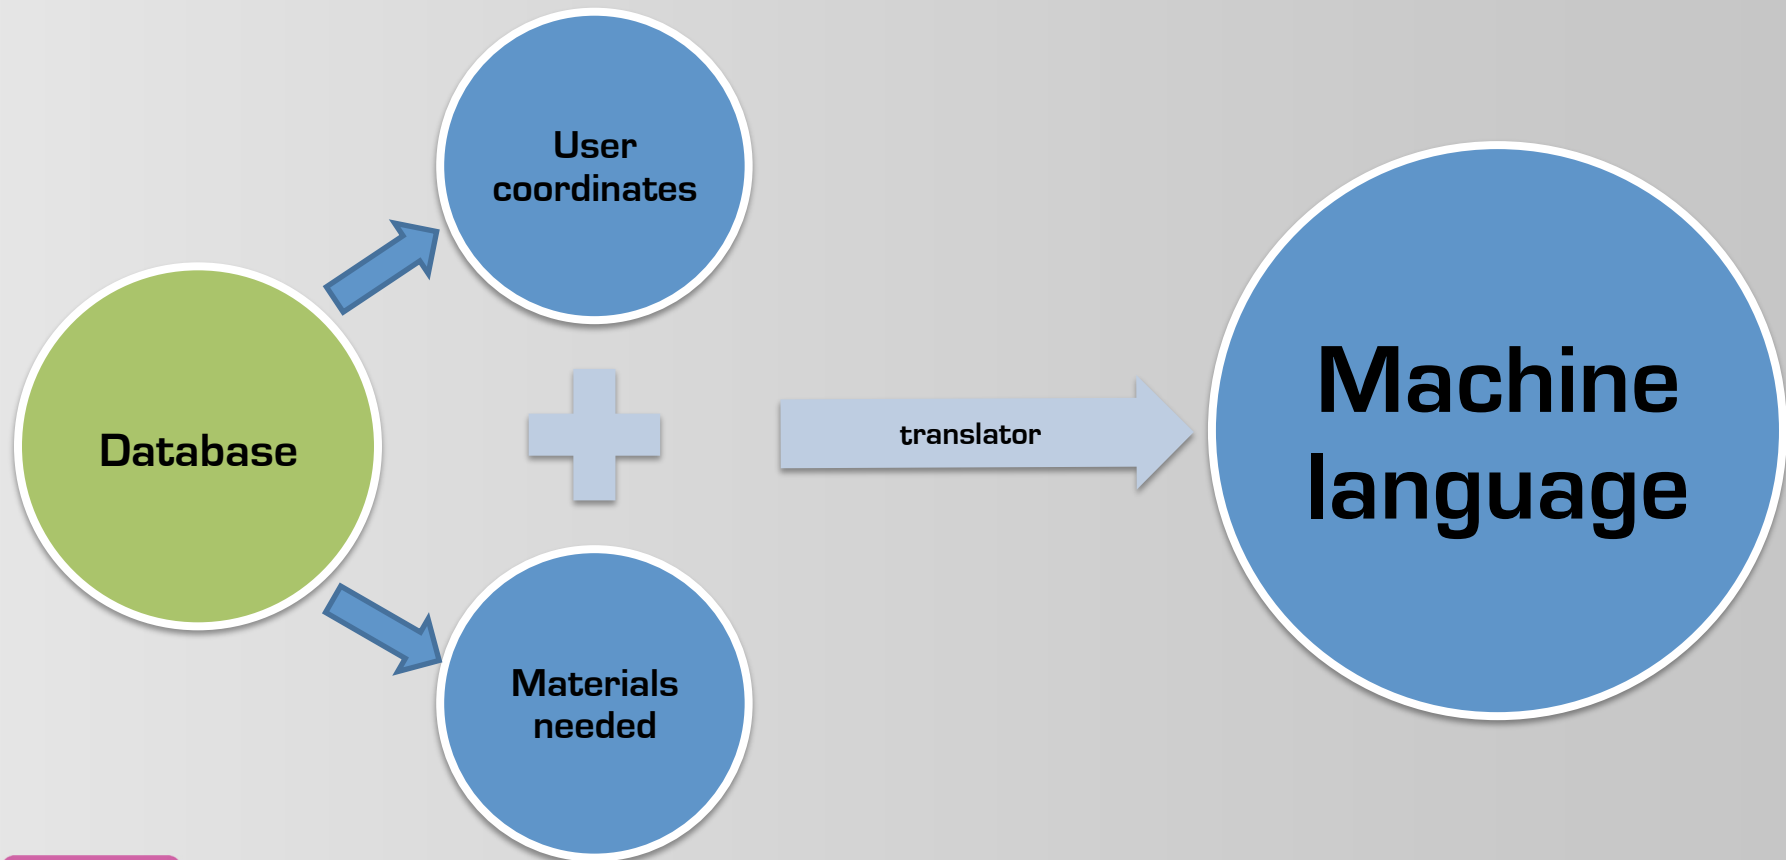 User
coordinates
Database
translator
Machine
language
Materials
needed